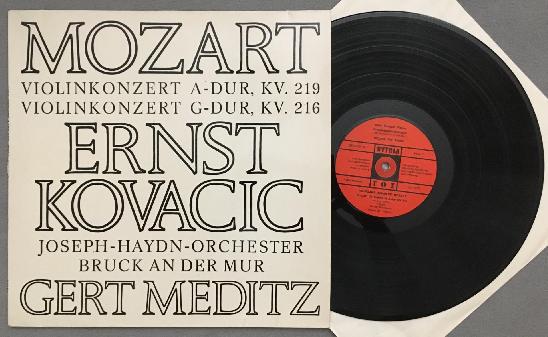 MOZART
VIOLINKONZERT A-DUR, KV. 219
VIOLINKONZERT G-DUR, KV. 216
ERNST
KOVACIC
JOSEPH-HAYDN-ORCHESTER
BRUCK AN DER MUR
GERT MEDITZ